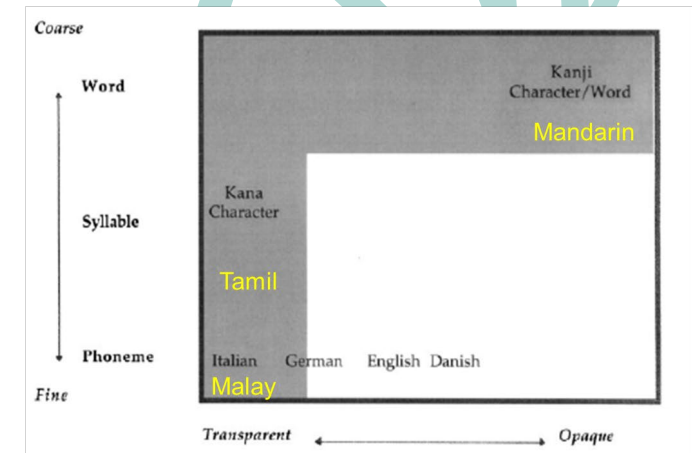 Coarse
Word
Kanji
Character/Word
Mandarin
Kana
Character
Syllable
Tamil
Phoneme
Italian German English Danish
Malay
Fine
Transparent Opaque